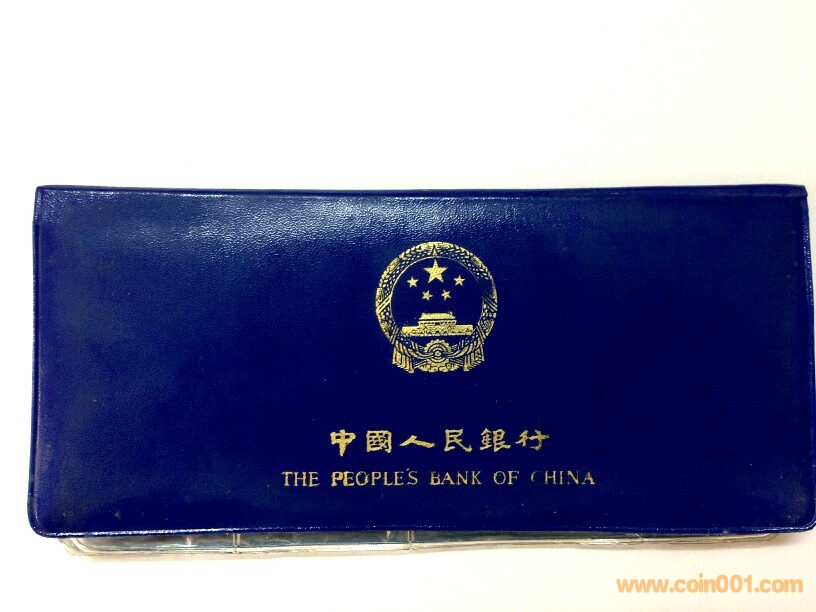 中國人民銀行
THE PEOPLE'S BANK OF CHINA
www.coin001.com